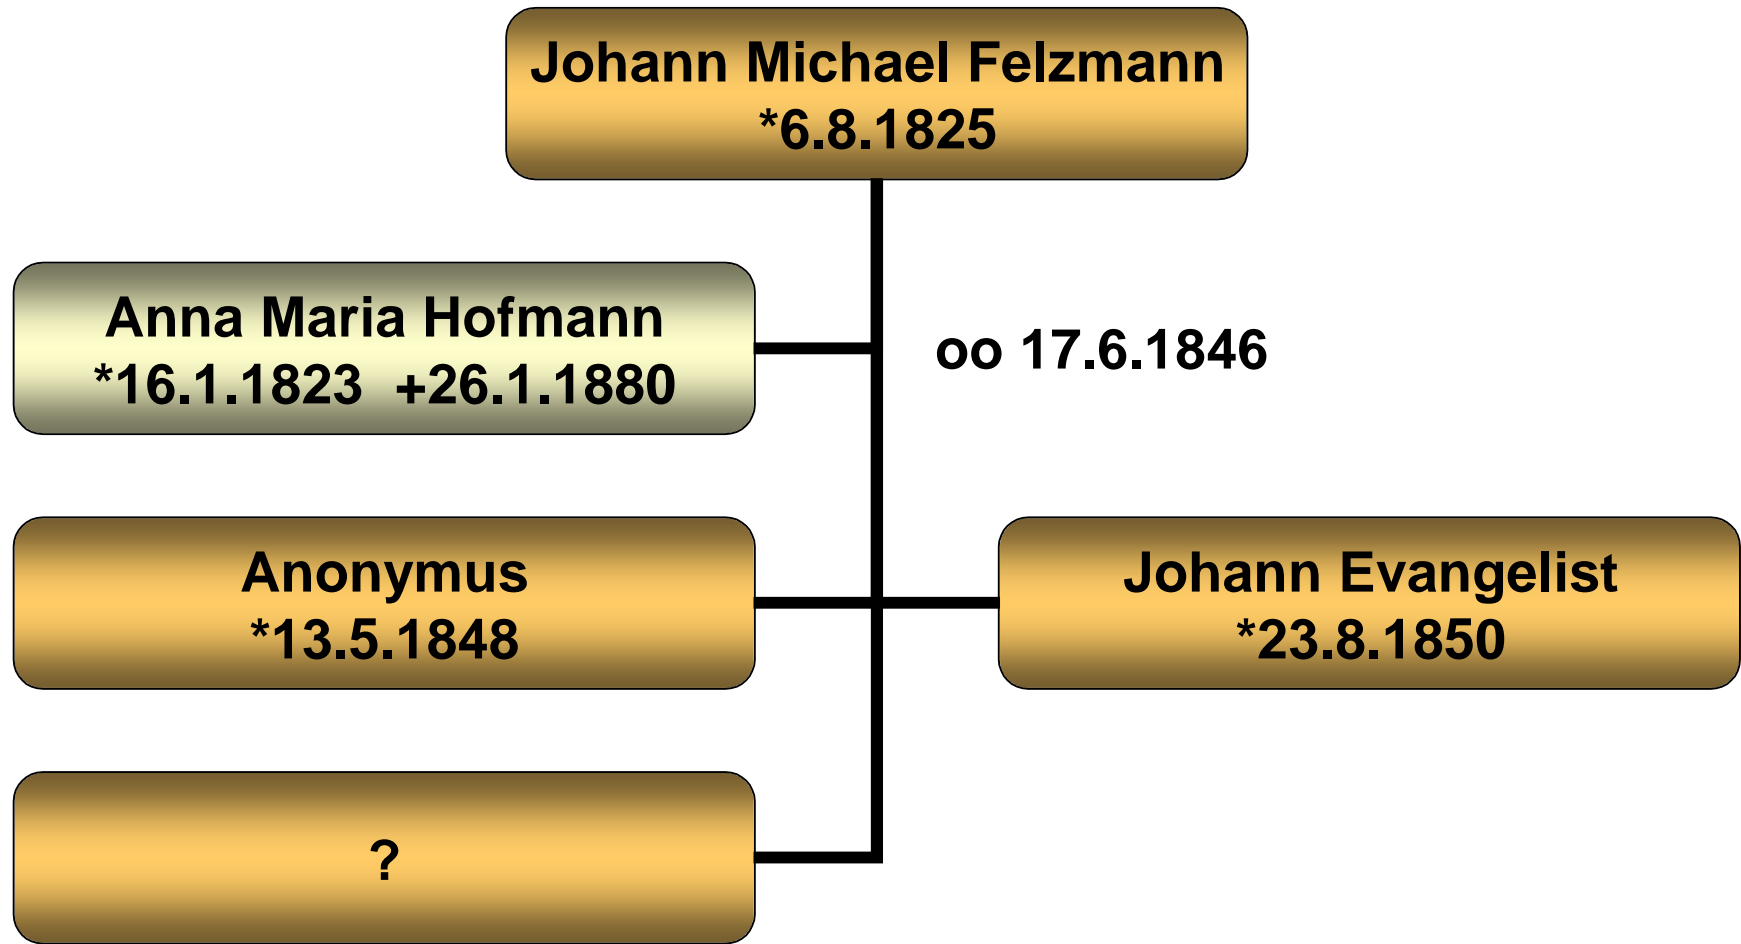 Johann Michael Felzmann
*6.8.1825
Anna Maria Hofmann
*16.1.1823  +26.1.1880
oo 17.6.1846
Anonymus
*13.5.1848
Johann Evangelist
*23.8.1850
?